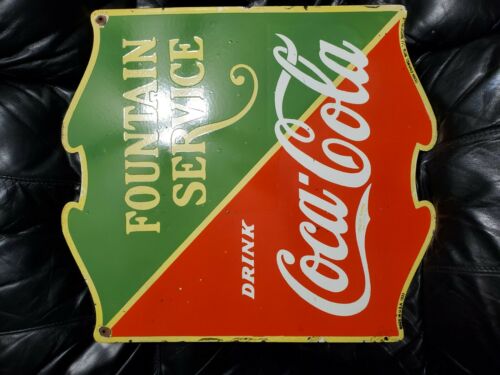 FOUNTAIN
SERVICE
DRINK
Coca-Cola